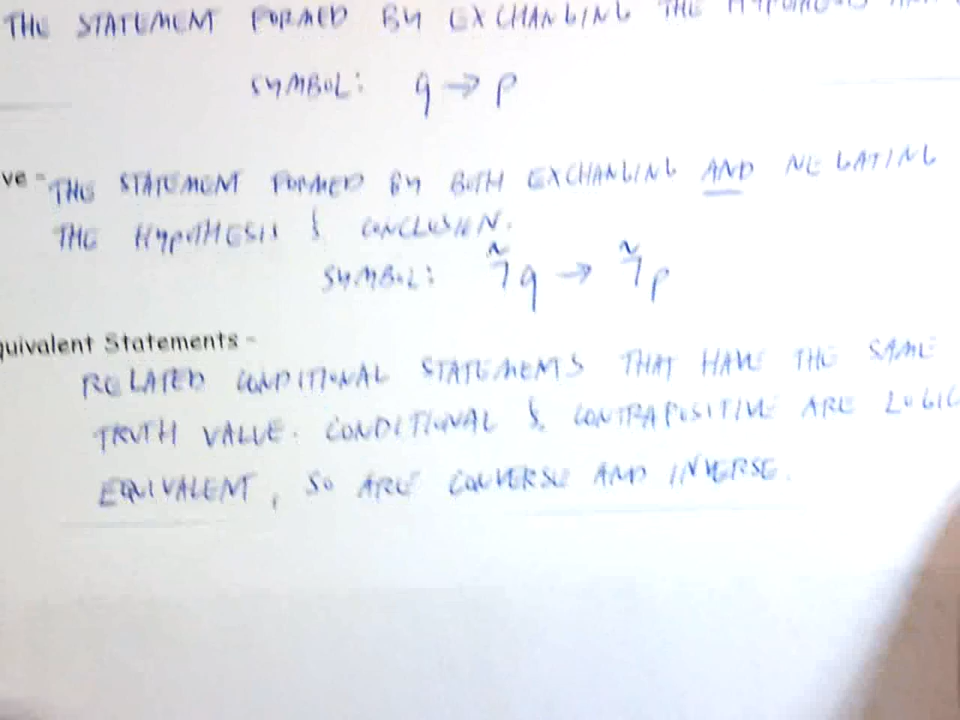 THE STATEMENT FORMED BY EXCHANGING THE
SYMBOL: q → p
ve - THE STATEMENT FORMED BY BOTH EXCHANGING AND NEGATING
THE HYPOTHESIS & CONCLUSION.
SYMBOL: ~⌉q → ~⌉p
quivalent Statements -
RELATED CONDITIONAL STATEMENTS THAT HAVE THE SAME
TRUTH VALUE. CONDITIONAL & CONTRAPOSITIVE ARE LOGIC
EQUIVALENT, SO ARE CONVERSE AND INVERSE.